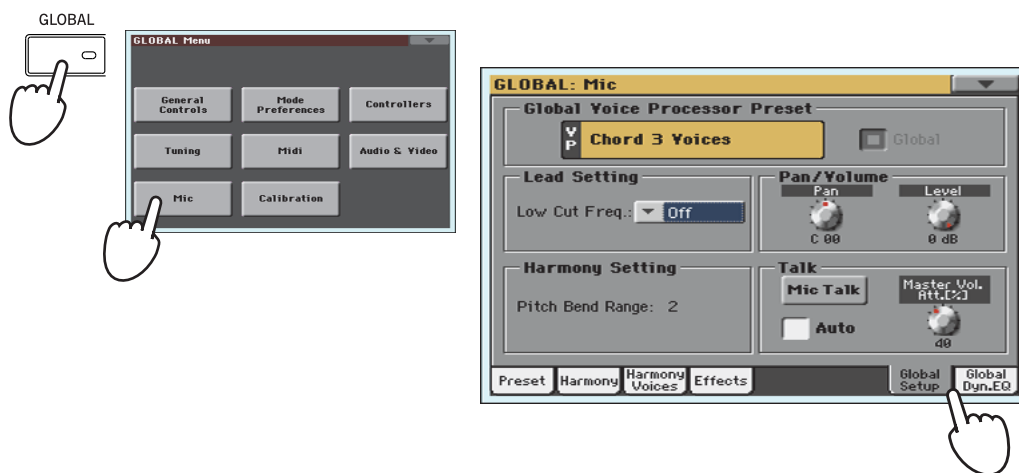 GLOBAL
GLOBAL Menu
General
Controls
Mode
Preferences
Controllers
Tuning
Midi
Audio & Video
Mic
Calibration
GLOBAL: Mic
Global Voice Processor Preset
VP
Chord 3 Voices
Global
Lead Setting
Low Cut Freq.: Off
Pan/Volume
Pan
Level
C 00
0 dB
Harmony Setting
Pitch Bend Range: 2
Talk
Mic Talk
Master Vol.
Att.[%]
Auto
40
Preset
Harmony
Harmony
Voices
Effects
Global
Setup
Global
Dyn.EQ